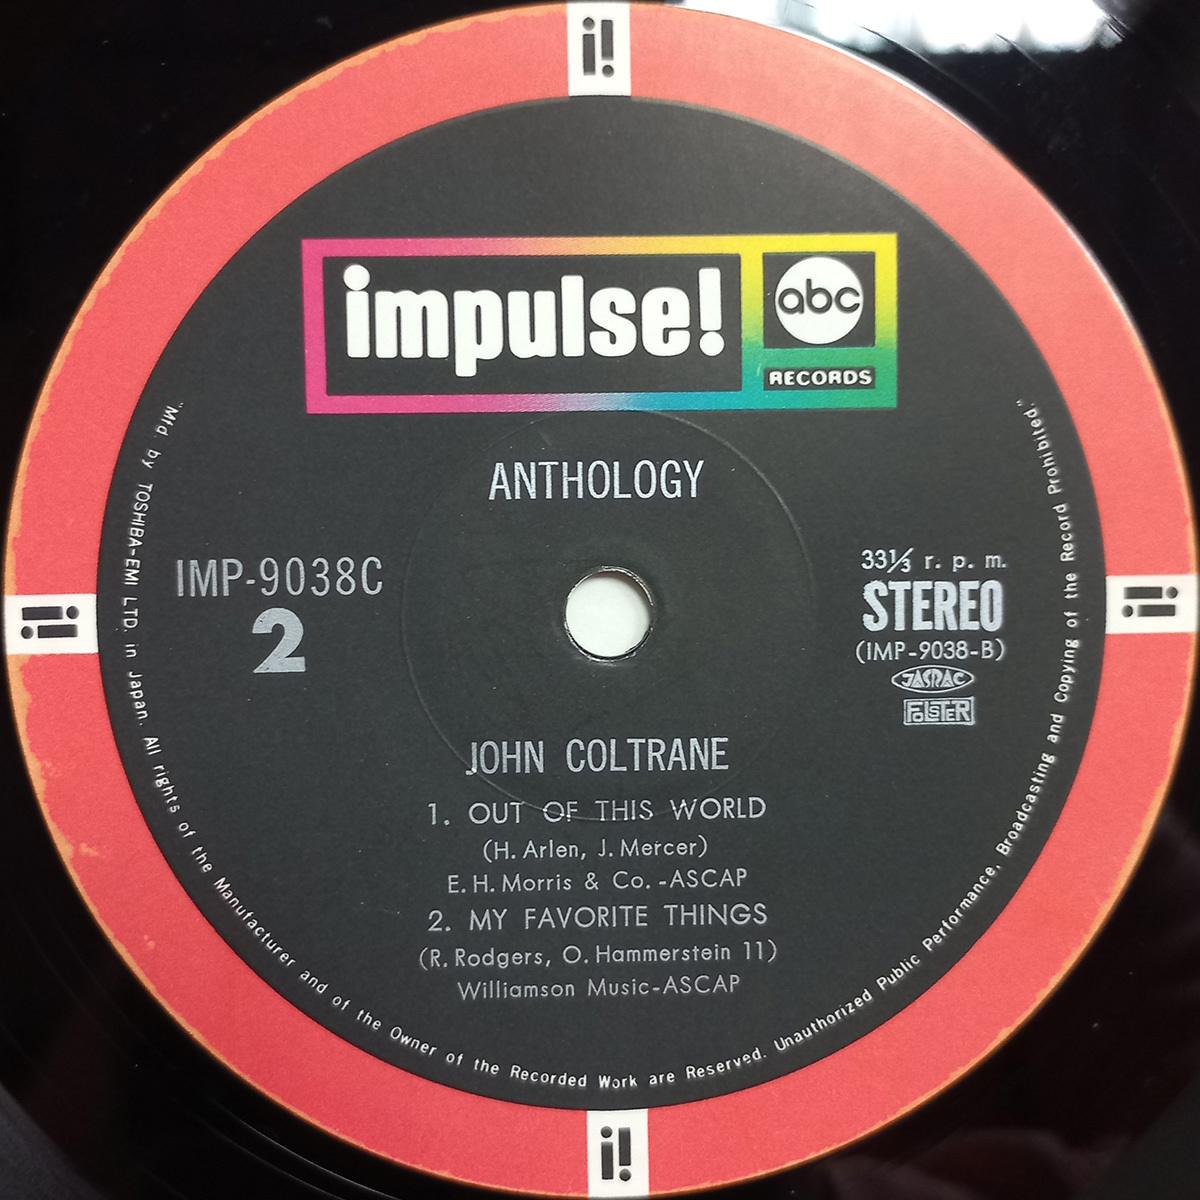 i!
impulse!
abc
RECORDS
ANTHOLOGY
IMP-9038C
2
33⅓ r. p. m.
STEREO
(IMP-9038-B)
JASRAC
FOLSTER
i!
i!
JOHN COLTRANE
1. OUT OF THIS WORLD
(H. Arlen, J. Mercer)
E. H. Morris & Co. -ASCAP
2. MY FAVORITE THINGS
(R. Rodgers, O. Hammerstein 11)
Williamson Music-ASCAP
"Mfd. by TOSHIBA-EMI LTD. in Japan. All rights of the Manufacturer and of the Owner of the Recorded Work are Reserved. Unauthorized Public Performance, Broadcasting and Copying of the Record Prohibited."
i!